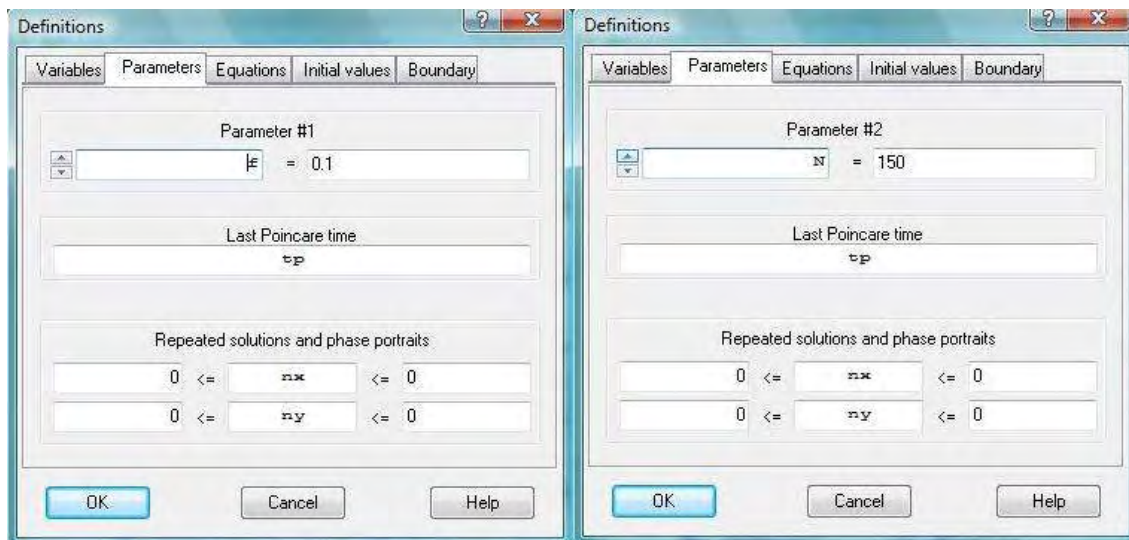 Definitions
Variables Parameters Equations Initial values Boundary
Parameter #1
= 0.1
Last Poincare time
tp
Repeated solutions and phase portraits
0 <= nx <= 0
0 <= ny <= 0
OK Cancel Help
Definitions
Variables Parameters Equations Initial values Boundary
Parameter #2
N = 150
Last Poincare time
tp
Repeated solutions and phase portraits
0 <= nx <= 0
0 <= ny <= 0
OK Cancel Help